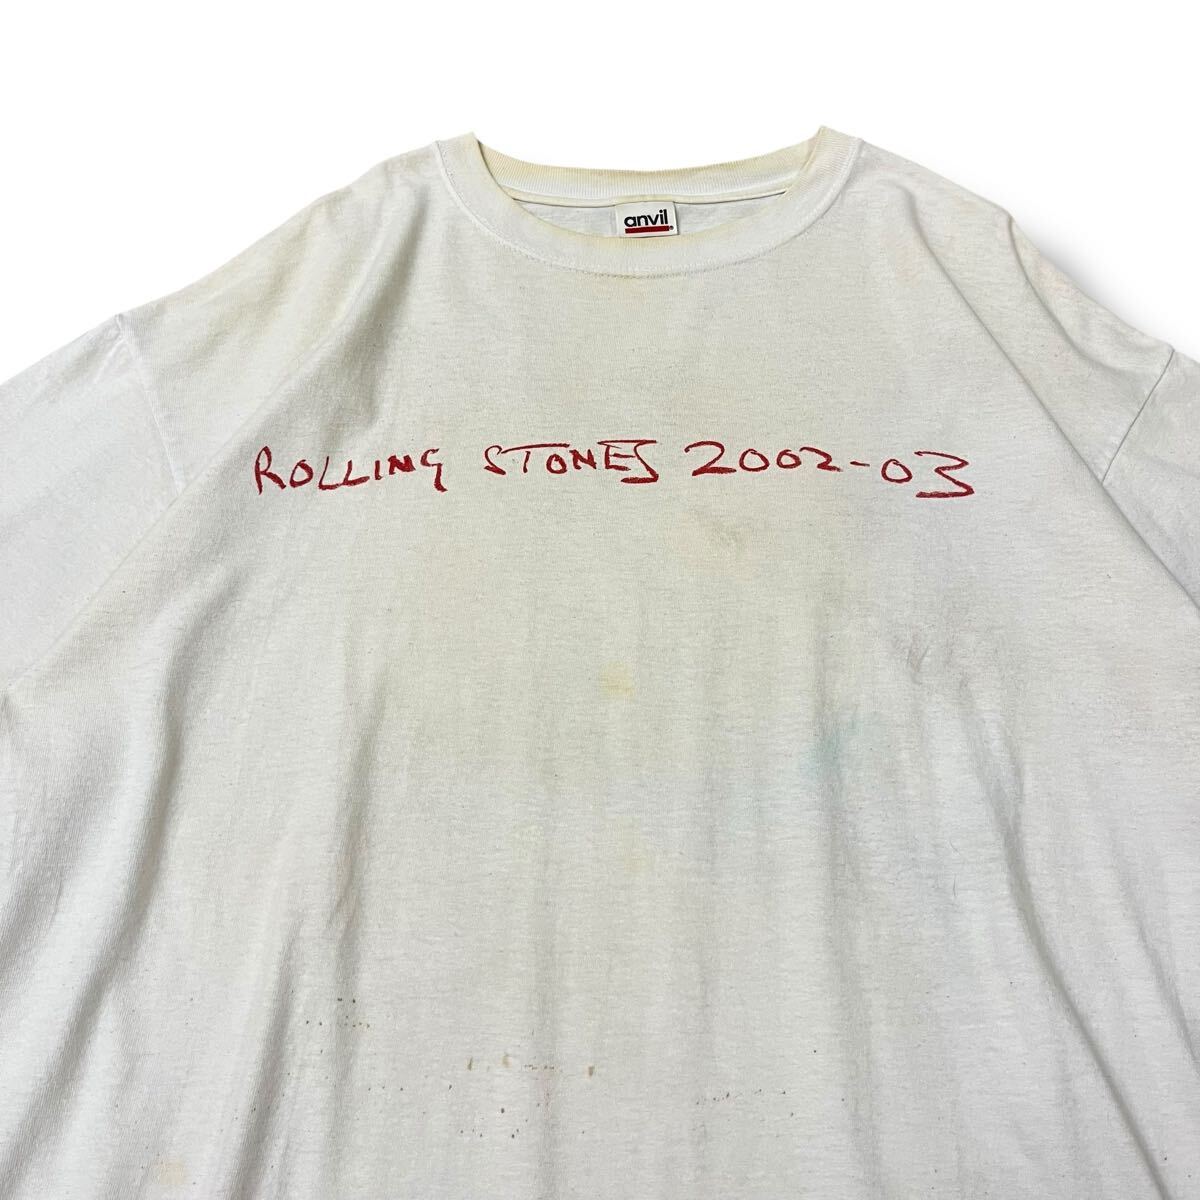 anvil®
ROLLING STONES 2002-03